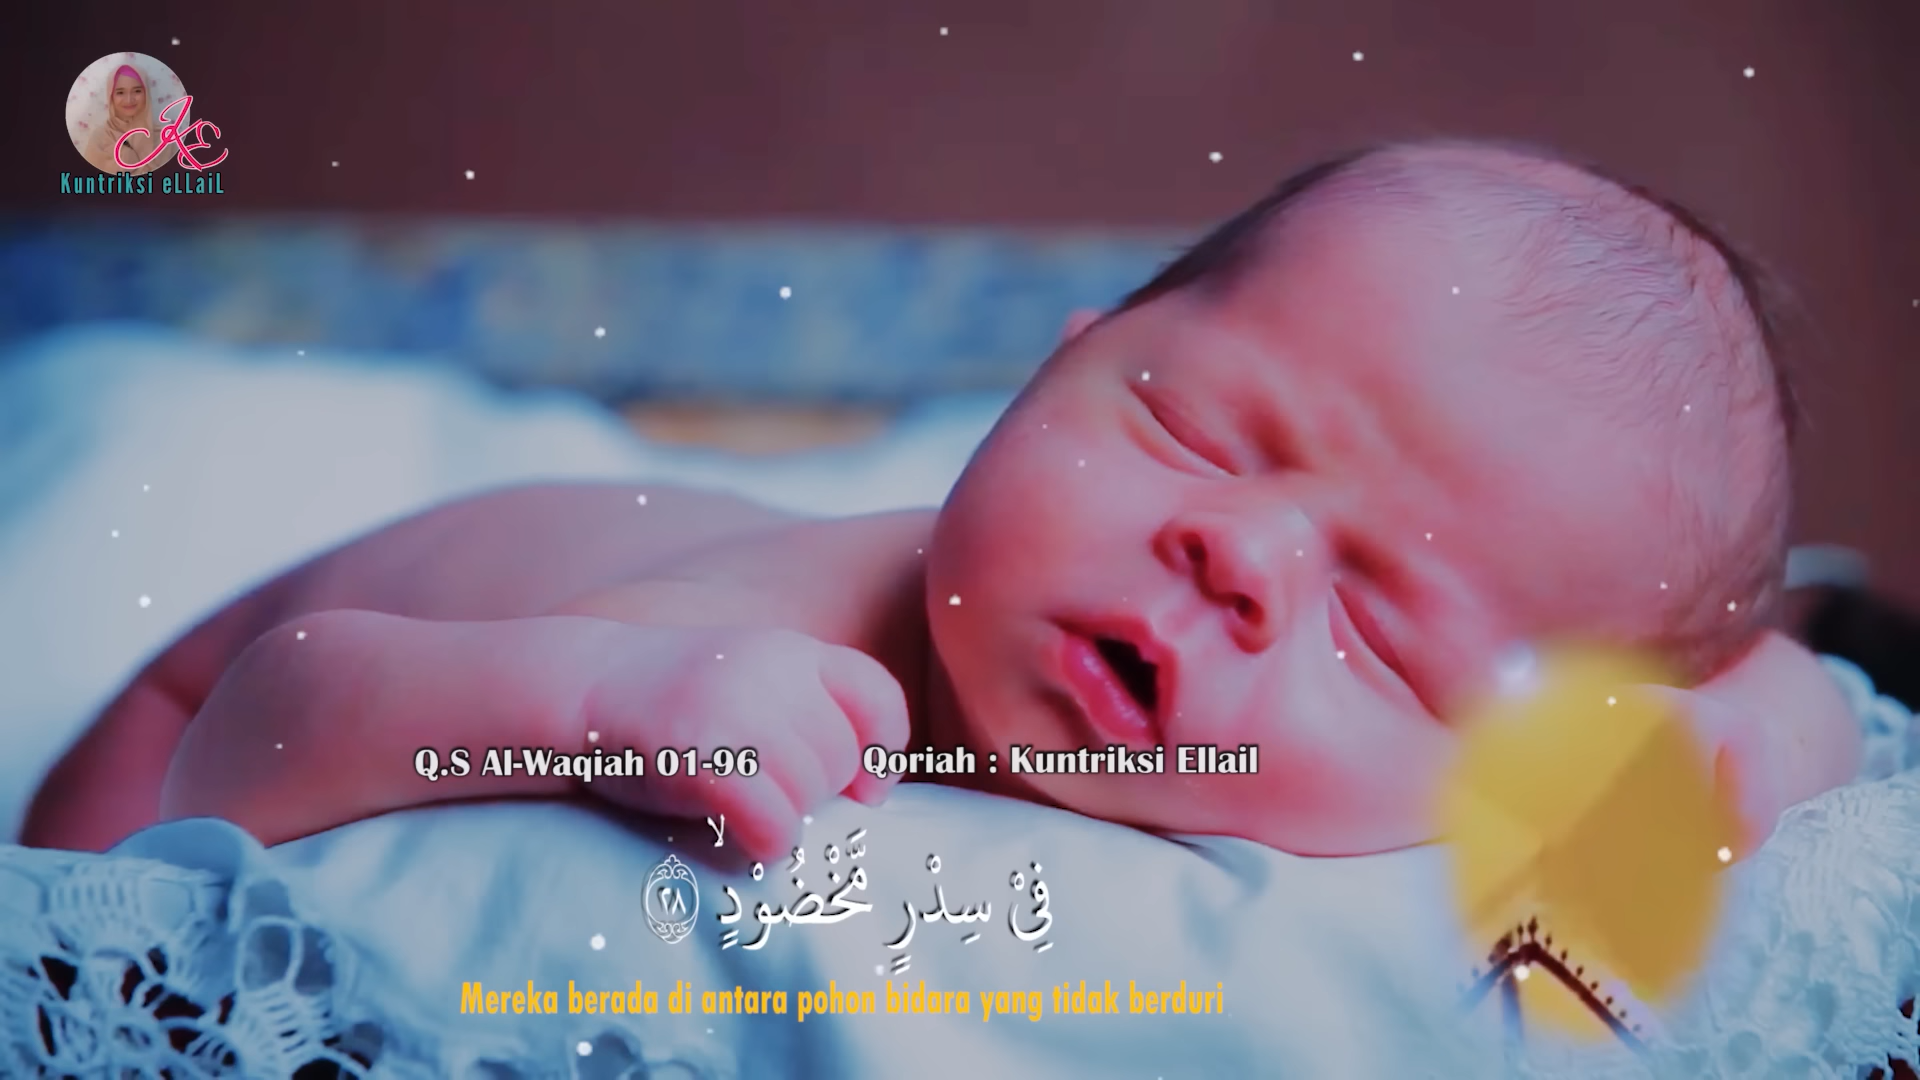 KE
Kuntriksi eLLaiL
Q.S Al-Waqiah 01-96
Qoriah : Kuntriksi Ellail
فِيْ سِدْرٍ مَّخْضُوْدٍۙ ۝٢٨
Mereka berada di antara pohon bidara yang tidak berduri